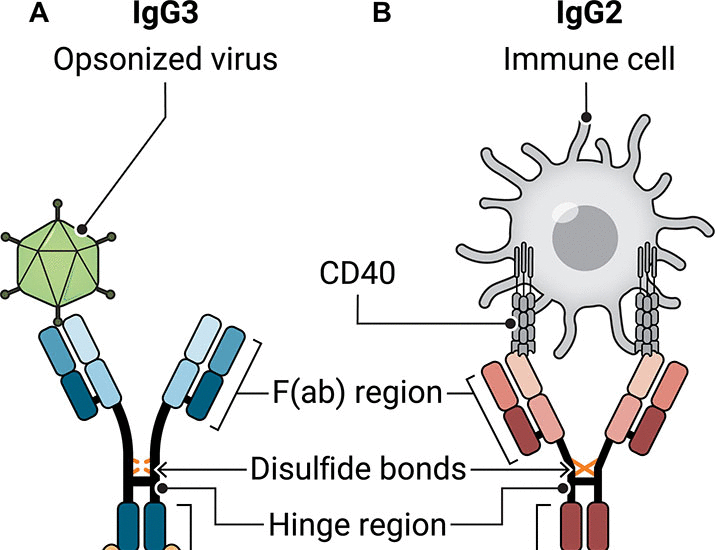 A IgG3 B IgG2
Opsonized virus Immune cell
CD40
F(ab) region
Disulfide bonds
Hinge region